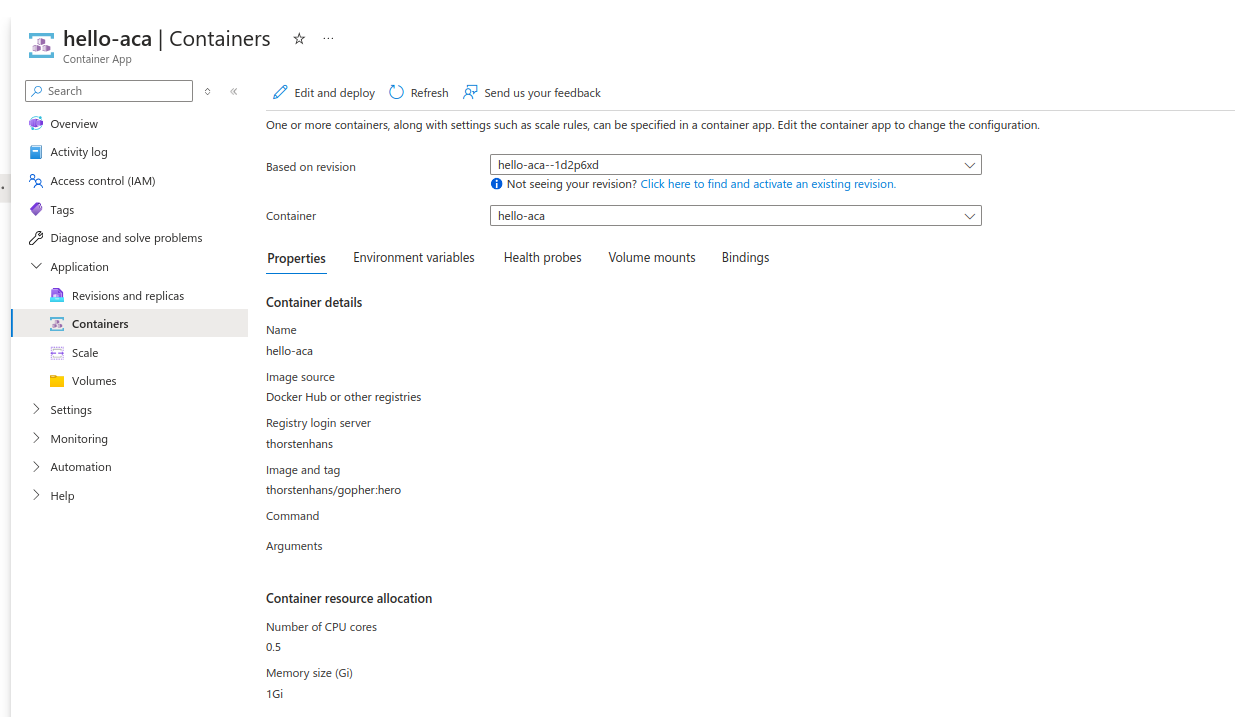 hello-aca | Containers
Container App
Search
Overview
Activity log
Access control (IAM)
Tags
Diagnose and solve problems
Application
Revisions and replicas
Containers
Scale
Volumes
Settings
Monitoring
Automation
Help
Edit and deploy
Refresh
Send us your feedback
One or more containers, along with settings such as scale rules, can be specified in a container app. Edit the container app to change the configuration.
Based on revision
hello-aca--1d2p6xd
Not seeing your revision? Click here to find and activate an existing revision.
Container
hello-aca
Properties Environment variables Health probes Volume mounts Bindings
Container details
Name
hello-aca
Image source
Docker Hub or other registries
Registry login server
thorstenhans
Image and tag
thorstenhans/gopher:hero
Command
Arguments
Container resource allocation
Number of CPU cores
0.5
Memory size (Gi)
1Gi